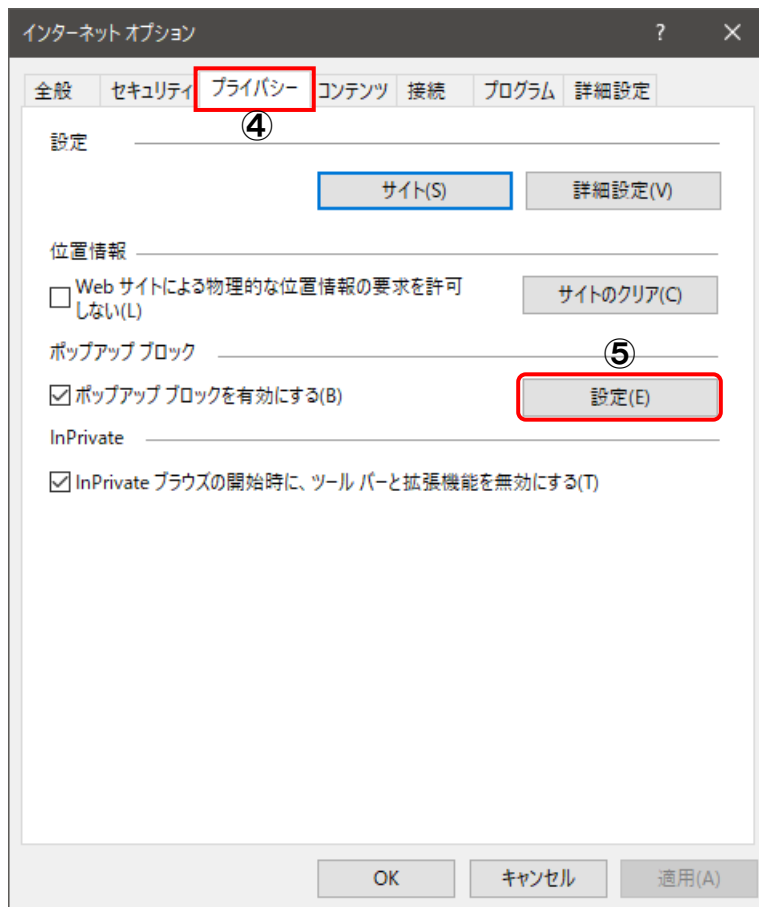 インターネット オプション ? ×
全般 セキュリティ プライバシー コンテンツ 接続 プログラム 詳細設定
④
設定
サイト(S) 詳細設定(V)
位置情報
Web サイトによる物理的な位置情報の要求を許可
しない(L)
サイトのクリア(C)
ポップアップ ブロック
⑤
ポップアップ ブロックを有効にする(B) 設定(E)
InPrivate
InPrivate ブラウズの開始時に、ツール バーと拡張機能を無効にする(T)
OK キャンセル 適用(A)